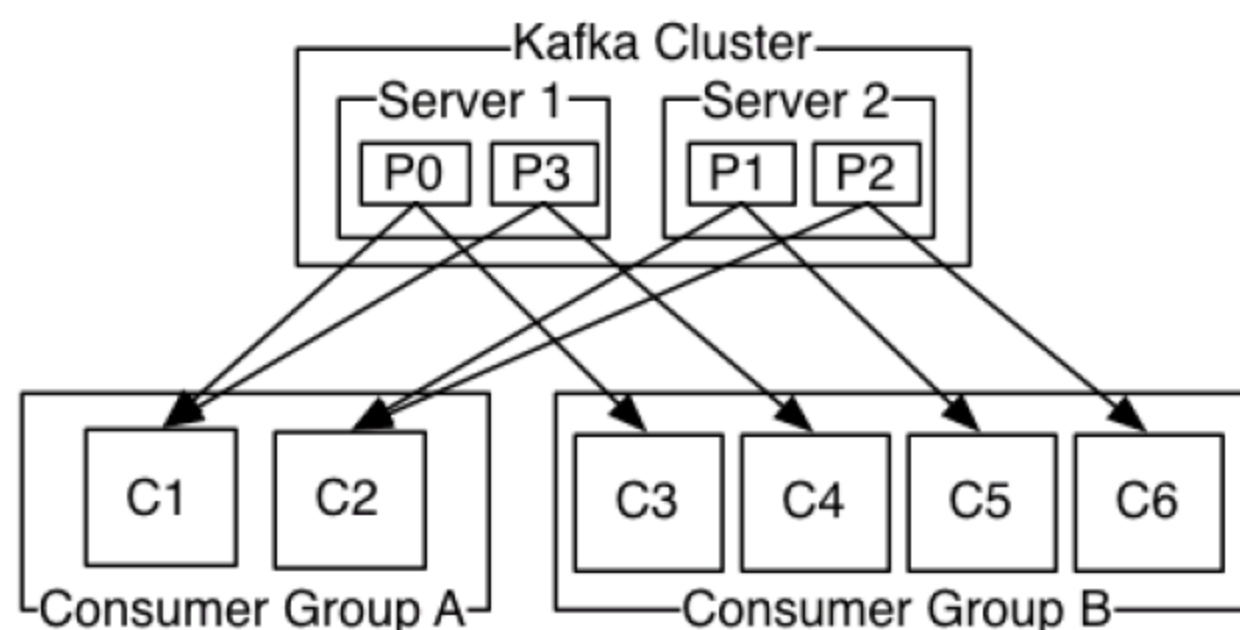 Kafka Cluster
Server 1 Server 2
P0 P3 P1 P2
C1 C2 C3 C4 C5 C6
Consumer Group A Consumer Group B